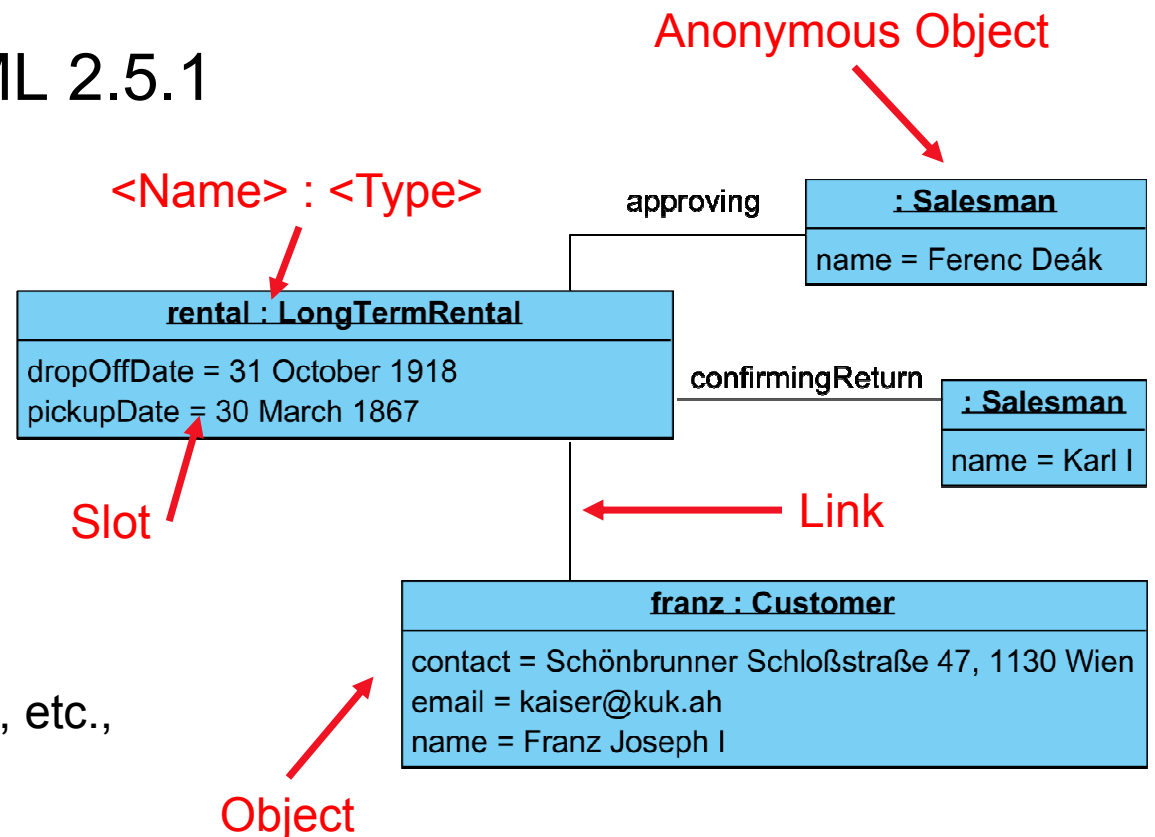 Anonymous Object
ML 2.5.1
<Name> : <Type>
approving
: Salesman
name = Ferenc Deák
rental : LongTermRental
dropOffDate = 31 October 1918
pickupDate = 30 March 1867
confirmingReturn
: Salesman
name = Karl I
Slot
Link
franz : Customer
contact = Schönbrunner Schloßstraße 47, 1130 Wien
email = kaiser@kuk.ah
name = Franz Joseph I
, etc.,
Object